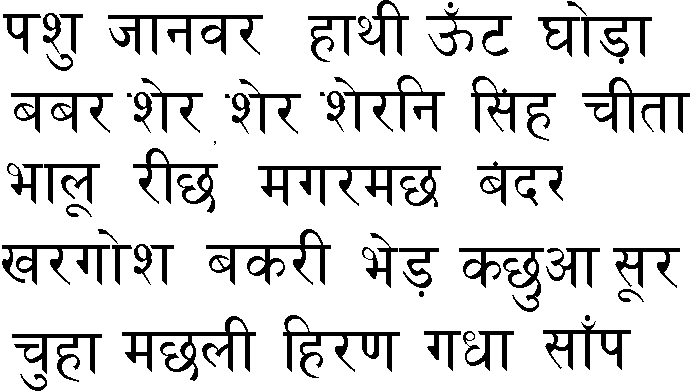 पशु जानवर हाथी ऊँट घोड़ा
बबर शेर शेर शेरनि सिंह चीता
भालू रीछ मगरमछ बंदर
खरगोश बकरी भेड़ कछुआ सूर
चुहा मछली हिरण गधा साँप